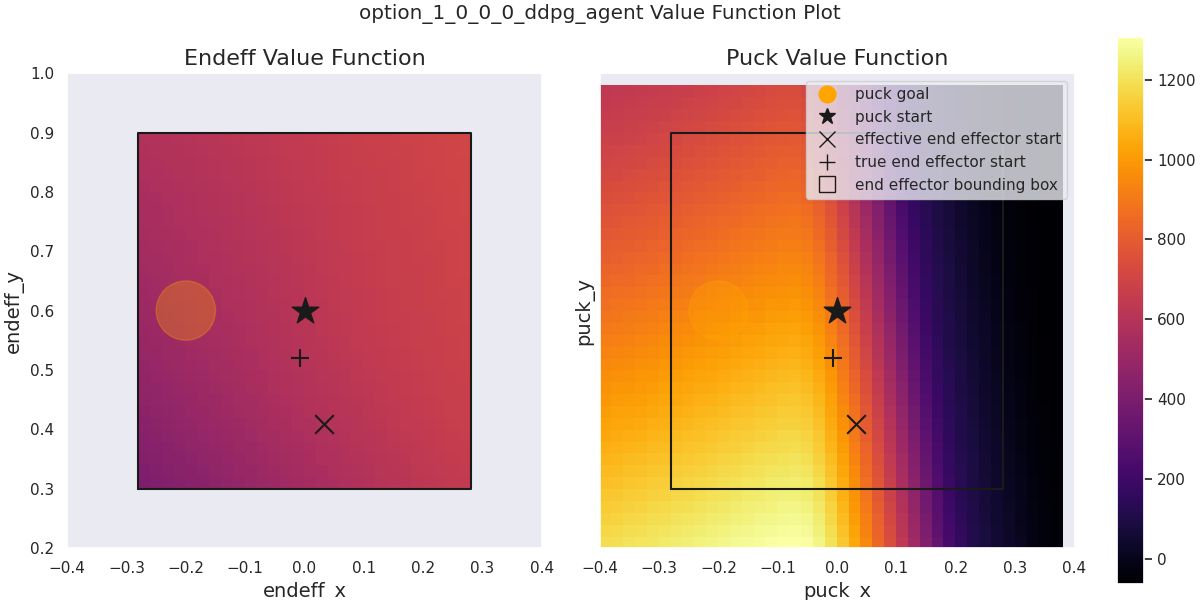 option_1_0_0_0_ddpg_agent Value Function Plot
Endeff Value Function
1.0
0.9
0.8
0.7
0.6
0.5
0.4
0.3
0.2
endeff_y
−0.4 −0.3 −0.2 −0.1 0.0 0.1 0.2 0.3 0.4
endeff_x
Puck Value Function
puck goal
puck start
effective end effector start
true end effector start
end effector bounding box
puck_y
−0.4 −0.3 −0.2 −0.1 0.0 0.1 0.2 0.3 0.4
puck_x
1200
1000
800
600
400
200
0